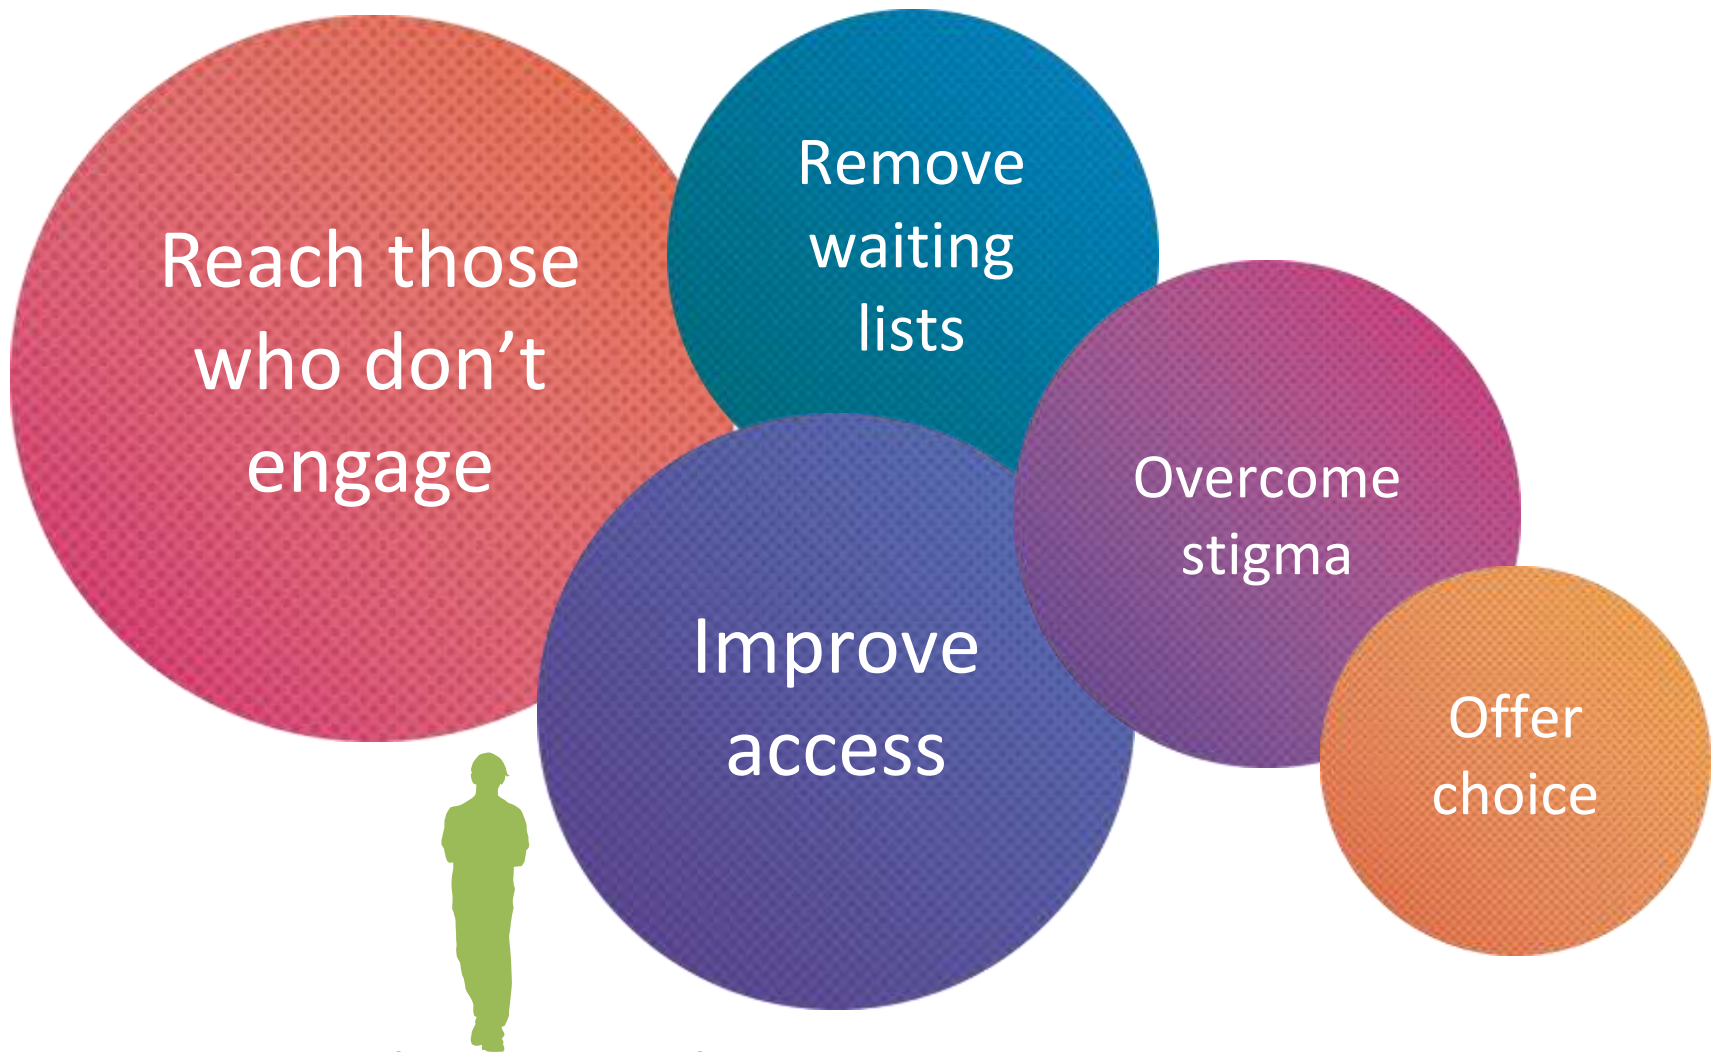 Reach those
who don’t
engage
Remove
waiting
lists
Improve
access
Overcome
stigma
Offer
choice